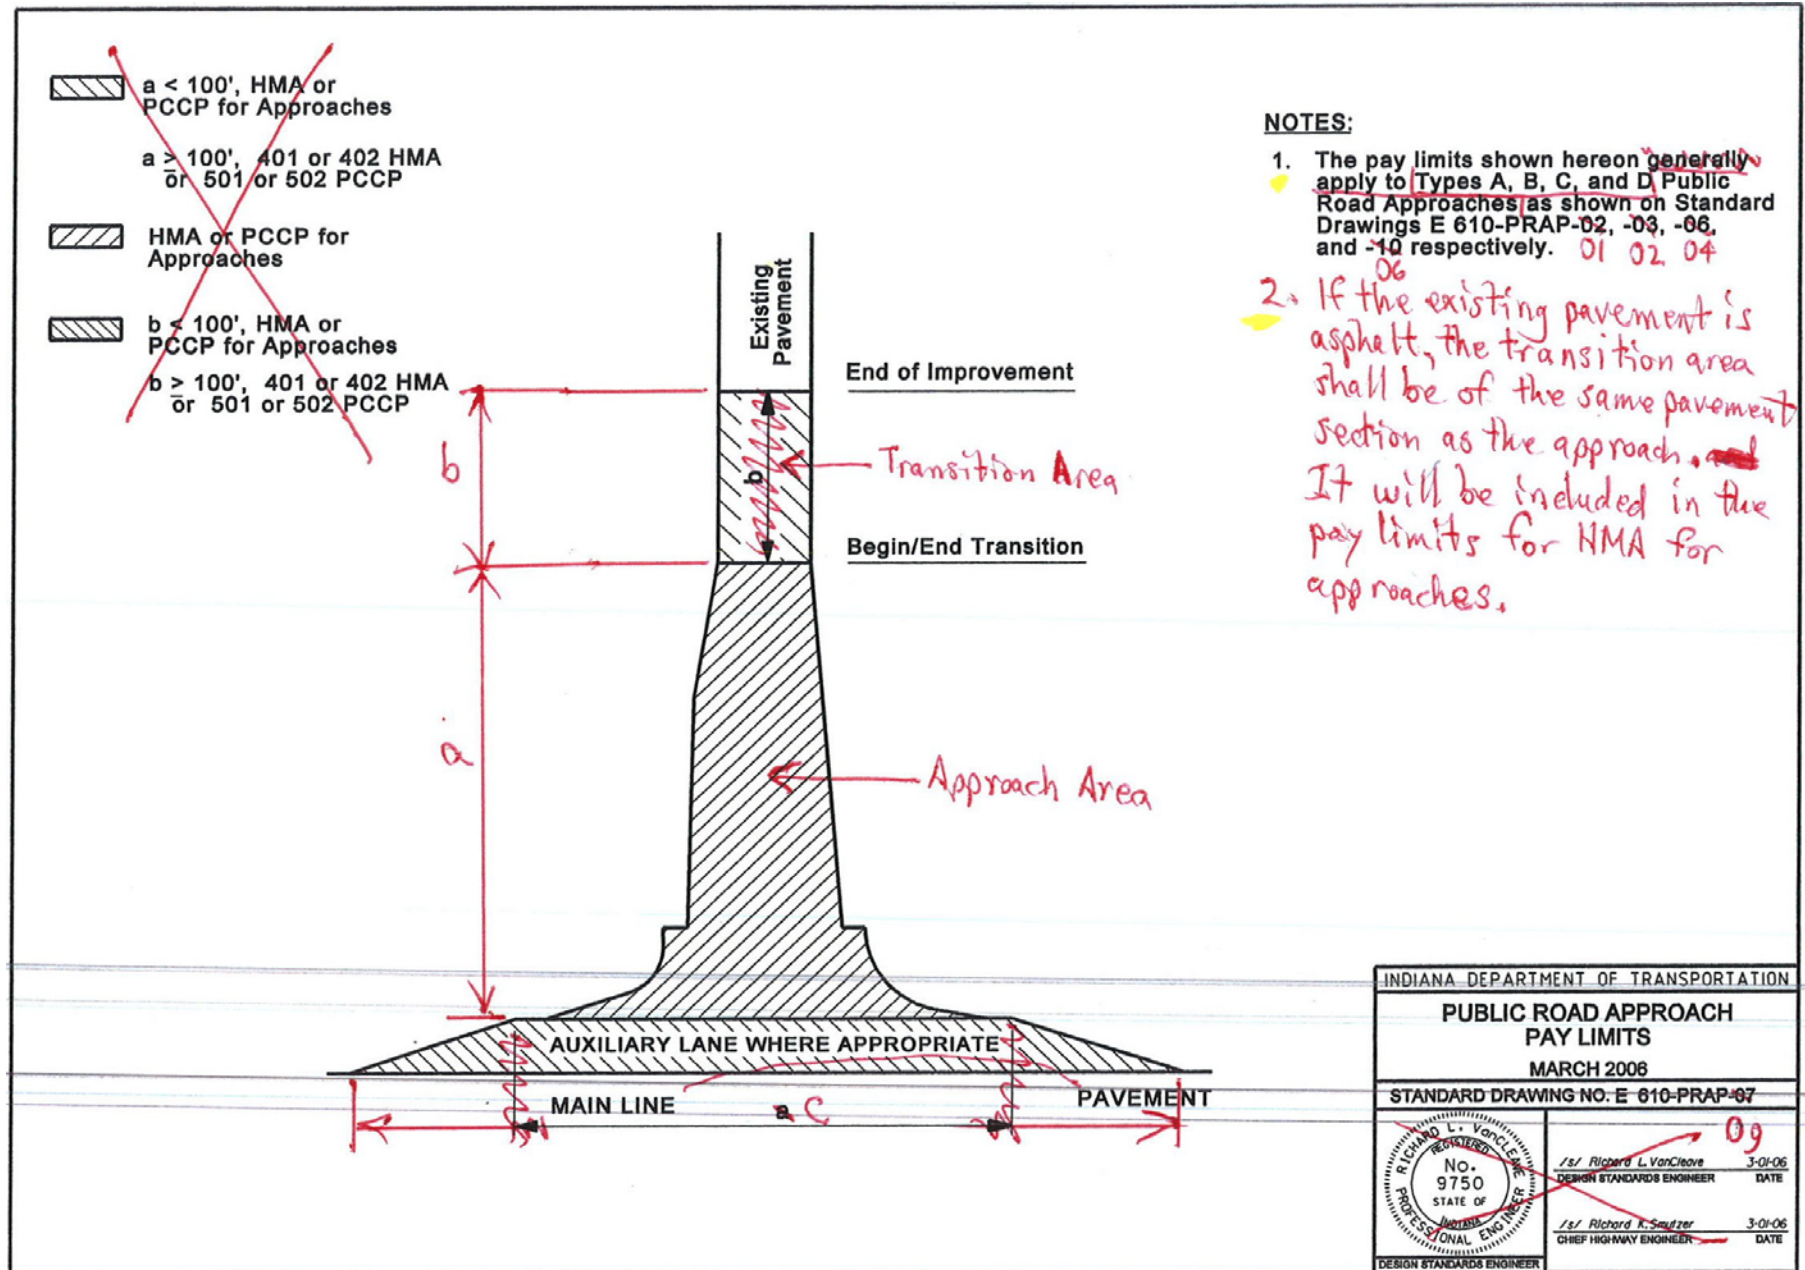 a < 100', HMA or
PCCP for Approaches
a ≥ 100', 401 or 402 HMA
or 501 or 502 PCCP
HMA or PCCP for
Approaches
b < 100', HMA or
PCCP for Approaches
b ≥ 100', 401 or 402 HMA
or 501 or 502 PCCP
NOTES:
1. The pay limits shown hereon generally
apply to Types A, B, C, and D Public
Road Approaches as shown on Standard
Drawings E 610-PRAP-02, -03, -06,
and -10 respectively. 01 02 04
06
2. If the existing pavement is
asphalt, the transition area
shall be of the same pavement
section as the approach.
It will be included in the
pay limits for HMA for
approaches.
Existing
Pavement
End of Improvement
b
b
Transition Area
Begin/End Transition
a
Approach Area
AUXILIARY LANE WHERE APPROPRIATE
MAIN LINE a C PAVEMENT
INDIANA DEPARTMENT OF TRANSPORTATION
PUBLIC ROAD APPROACH
PAY LIMITS
MARCH 2006
STANDARD DRAWING NO. E 610-PRAP-07
09
RICHARD L. VANCLEAVE
REGISTERED
No.
9750
STATE OF
INDIANA
PROFESSIONAL ENGINEER
DESIGN STANDARDS ENGINEER
/s/ Richard L. VanCleave 3-01-06
DESIGN STANDARDS ENGINEER DATE
/s/ Richard K. Smutzer 3-01-06
CHIEF HIGHWAY ENGINEER DATE